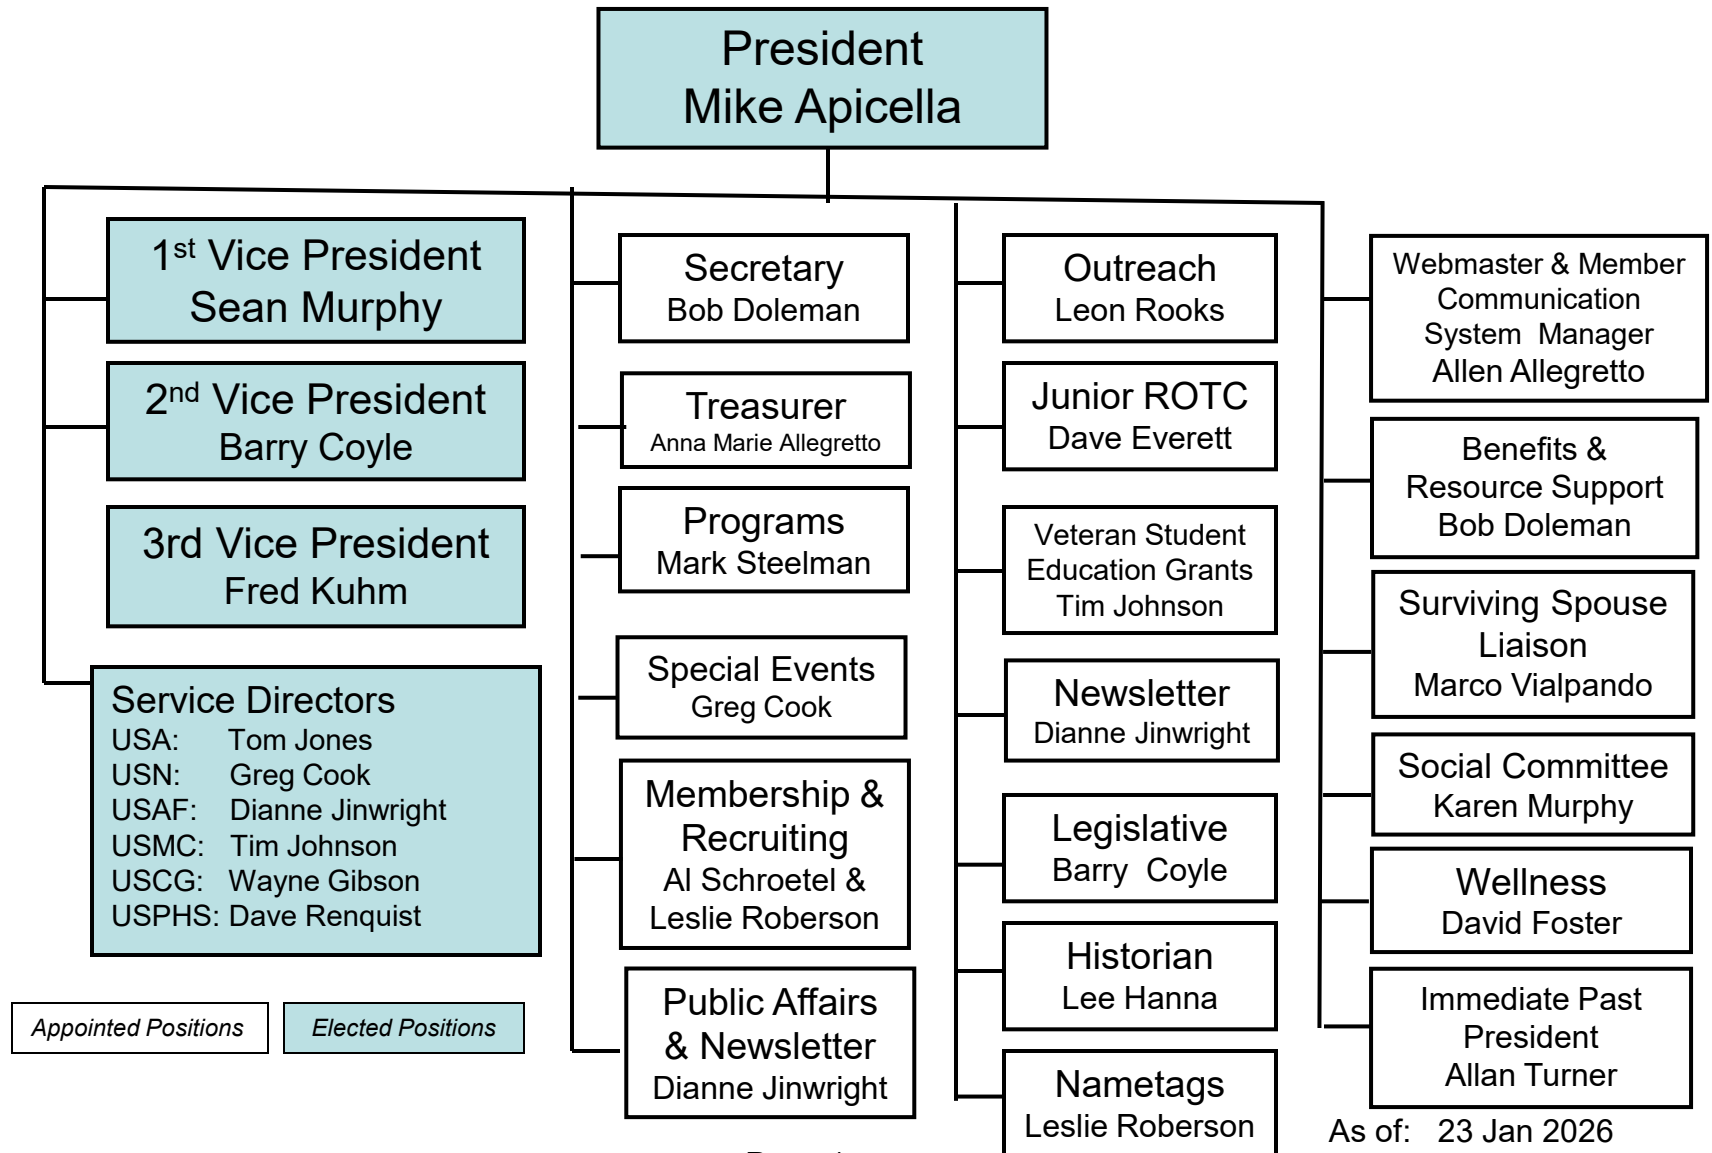 President
Mike Apicella
1st Vice President
Sean Murphy
2nd Vice President
Barry Coyle
3rd Vice President
Fred Kuhm
Service Directors
USA: Tom Jones
USN: Greg Cook
USAF: Dianne Jinwright
USMC: Tim Johnson
USCG: Wayne Gibson
USPHS: Dave Renquist
Appointed Positions
Elected Positions
Secretary
Bob Doleman
Treasurer
Anna Marie Allegretto
Programs
Mark Steelman
Special Events
Greg Cook
Membership &
Recruiting
Al Schroetel &
Leslie Roberson
Public Affairs
& Newsletter
Dianne Jinwright
Outreach
Leon Rooks
Junior ROTC
Dave Everett
Veteran Student
Education Grants
Tim Johnson
Newsletter
Dianne Jinwright
Legislative
Barry Coyle
Historian
Lee Hanna
Nametags
Leslie Roberson
Webmaster & Member
Communication
System Manager
Allen Allegretto
Benefits &
Resource Support
Bob Doleman
Surviving Spouse
Liaison
Marco Vialpando
Social Committee
Karen Murphy
Wellness
David Foster
Immediate Past
President
Allan Turner
As of: 23 Jan 2026